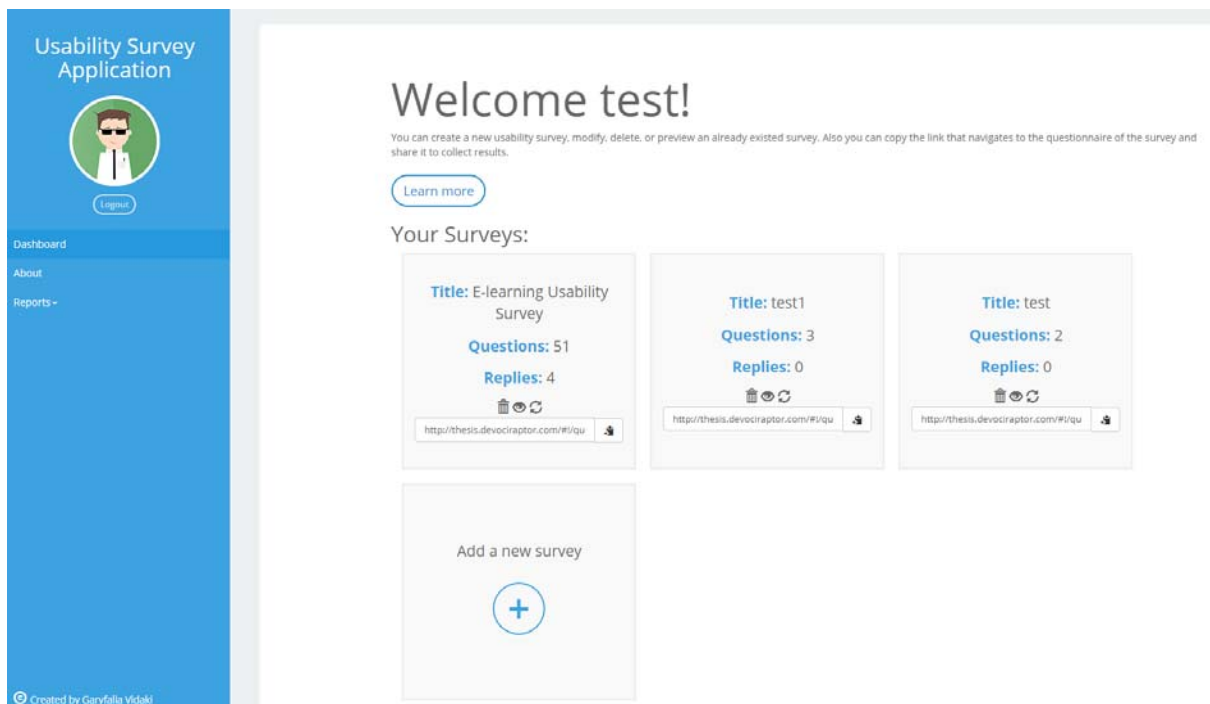 Usability Survey
Application
Logout
Dashboard
About
Reports
Created by Garyfalia Vidaki
Welcome test!
You can create a new usability survey, modify, delete, or preview an already existed survey. Also you can copy the link that navigates to the questionnaire of the survey and
share it to collect results.
Learn more
Your Surveys:
Title: E-learning Usability
Survey
Questions: 51
Replies: 4
http://thesis.devociraptor.com/#!/qu
Title: test1
Questions: 3
Replies: 0
http://thesis.devociraptor.com/#!/qu
Title: test
Questions: 2
Replies: 0
http://thesis.devociraptor.com/#!/qu
Add a new survey
+